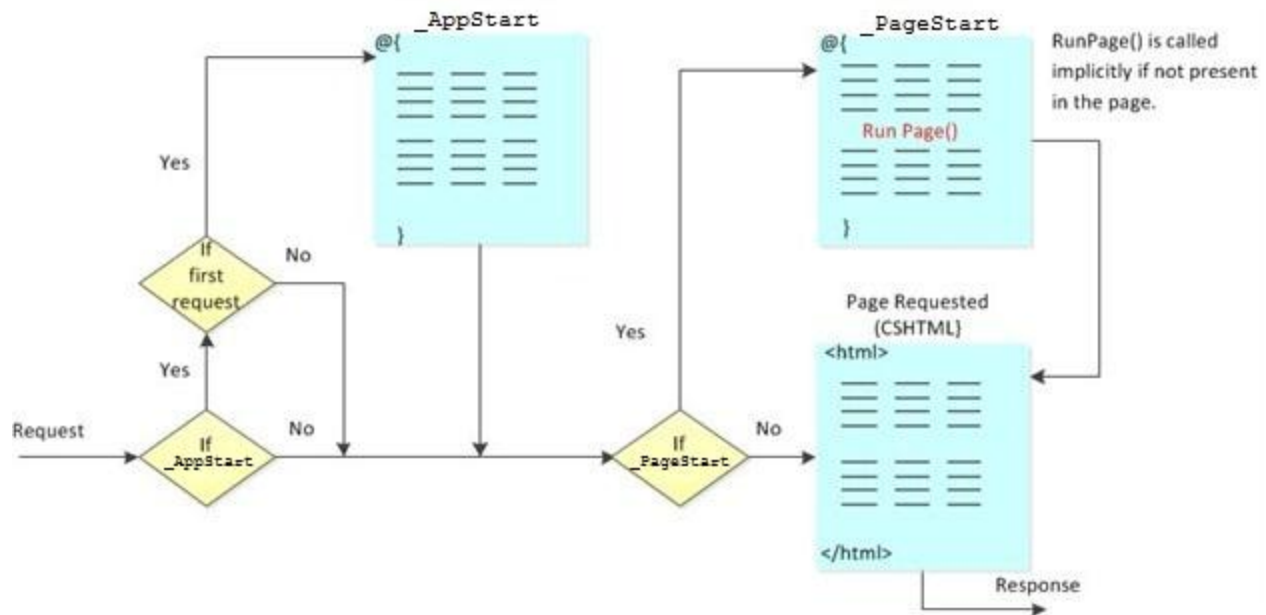 _AppStart
@{
}
_PageStart
@{
Run Page()
}
RunPage() is called
implicitly if not present
in the page.
Yes
If
first
request
No
Yes
Request
If
_AppStart
No
Yes
If
_PageStart
No
Page Requested
(CSHTML)
<html>
</html>
Response